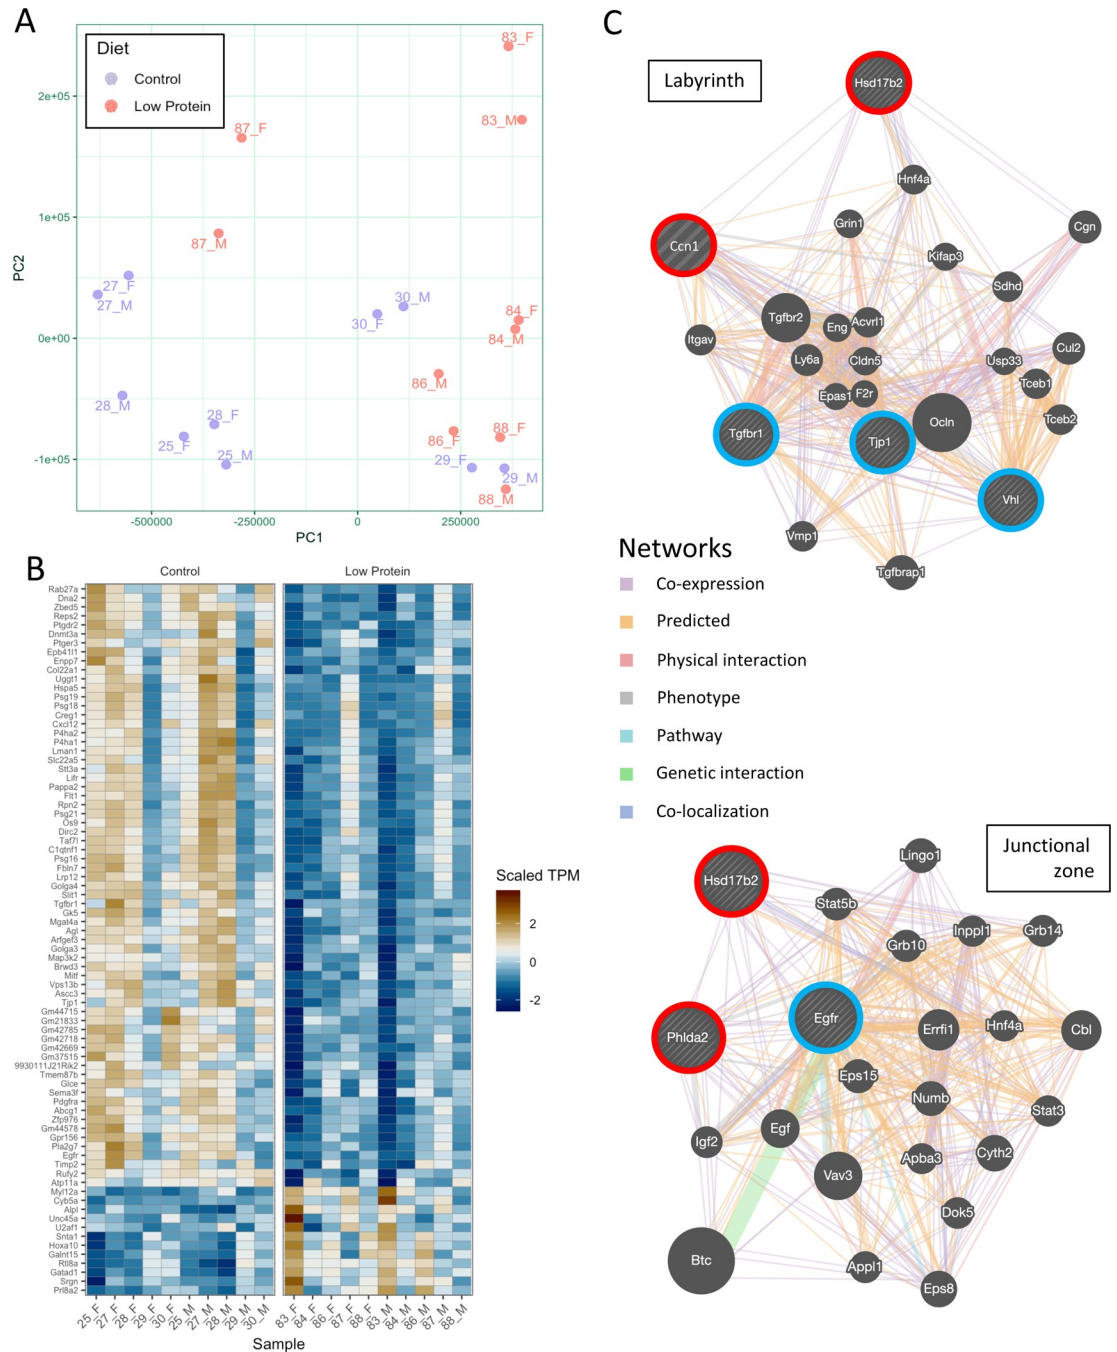 A
Diet
Control
Low Protein
83_F
83_M
87_F
87_M
27_F
27_M
30_M
30_F
84_F
84_M
86_M
28_M
28_F
25_F
25_M
86_F
88_F
29_F
29_M
88_M
2e+05
1e+05
0e+00
-1e+05
PC2
-500000
-250000
0
250000
PC1
B
Control
Low Protein
Rab27a
Dna2
Zbed5
Reps2
Ptgdr2
Dnmt3a
Ptger3
Epb41l1
Enpp7
Col22a1
Uggt1
Hspa5
Psg19
Psg18
Creg1
Cxcl12
P4ha2
P4ha1
Lman1
Slc22a5
Stt3a
Lifr
Pappa2
Flt1
Rpn2
Psg21
Os9
Dirc2
Taf7l
C1qtnf1
Psg16
Fbln7
Lrp12
Golga4
Slit1
Tgfbr1
Gk5
Mgat4a
Agl
Arfgef3
Golga3
Map3k2
Brwd3
Mitf
Vps13b
Ascc3
Tjp1
Gm44715
Gm21833
Gm42785
Gm42718
Gm42669
Gm37515
9930111J21Rik2
Tmem87b
Glce
Sema3f
Pdgfra
Abcg1
Zfp976
Gm44578
Gpr156
Pla2g7
Egfr
Timp2
Rufy2
Atp11a
Myl12a
Cyb5a
Alpl
Unc45a
U2af1
Snta1
Hoxa10
Galnt15
Rtl8a
Gatad1
Srgn
Prl8a2
25_F
27_F
28_F
29_F
30_F
25_M
27_M
28_M
29_M
30_M
83_F
84_F
86_F
87_F
88_F
83_M
84_M
86_M
87_M
88_M
Sample
Scaled TPM
2
0
-2
C
Labyrinth
Hsd17b2
Hnf4a
Grin1
Cgn
Ccn1
Kifap3
Sdhd
Tgfbr2
Eng
Acvrl1
Itgav
Ly6a
Cldn5
Usp33
Cul2
Tceb1
Epas1
F2r
Ocln
Tceb2
Tgfbr1
Tjp1
Vhl
Vmp1
Tgfbrap1
Networks
Co-expression
Predicted
Physical interaction
Phenotype
Pathway
Genetic interaction
Co-localization
Junctional
zone
Lingo1
Hsd17b2
Stat5b
Inppl1
Grb14
Grb10
Egfr
Phlda2
Errfi1
Hnf4a
Cbl
Eps15
Numb
Stat3
Egf
Igf2
Apba3
Cyth2
Vav3
Dok5
Btc
Appl1
Eps8